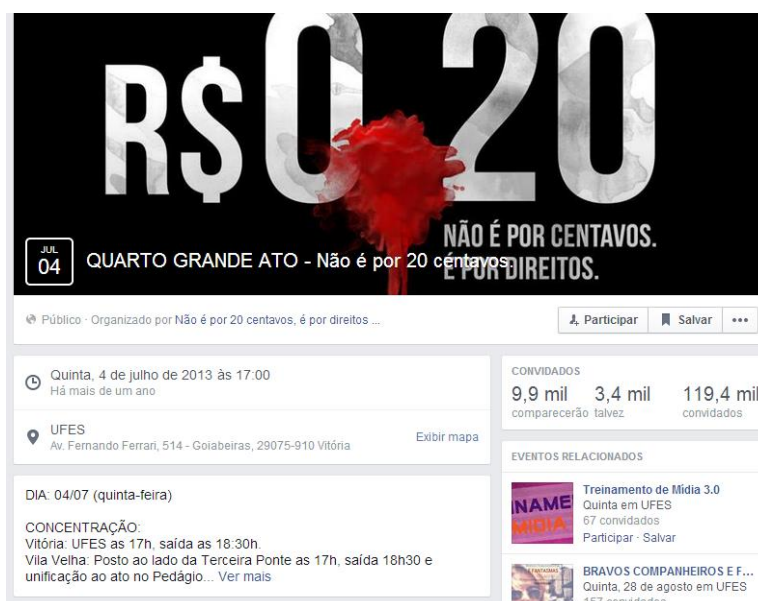 R$0,20
NÃO É POR CENTAVOS.
É POR DIREITOS.
JUL
04
QUARTO GRANDE ATO - Não é por 20 centavos.
Público · Organizado por Não é por 20 centavos, é por direitos ...
Participar
Salvar
Quinta, 4 de julho de 2013 às 17:00
Há mais de um ano
UFES
Av. Fernando Ferrari, 514 - Goiabeiras, 29075-910 Vitória
Exibir mapa
DIA: 04/07 (quinta-feira)
CONCENTRAÇÃO:
Vitória: UFES as 17h, saída as 18:30h.
Vila Velha: Posto ao lado da Terceira Ponte as 17h, saída 18h30 e
unificação ao ato no Pedágio... Ver mais
CONVIDADOS
9,9 mil 3,4 mil 119,4 mil
comparecerão talvez convidados
EVENTOS RELACIONADOS
Treinamento de Mídia 3.0
Quinta em UFES
67 convidados
Participar · Salvar
BRAVOS COMPANHEIROS E F...
Quinta, 28 de agosto em UFES
157 convidados